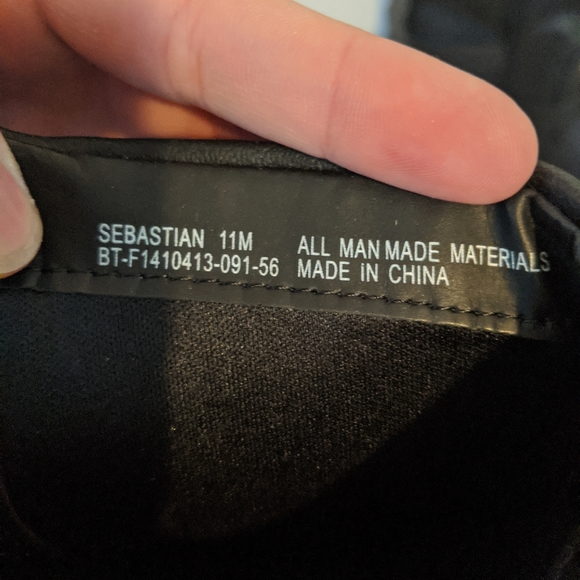 SEBASTIAN 11M
BT-F1410413-091-56
ALL MAN MADE MATERIALS
MADE IN CHINA